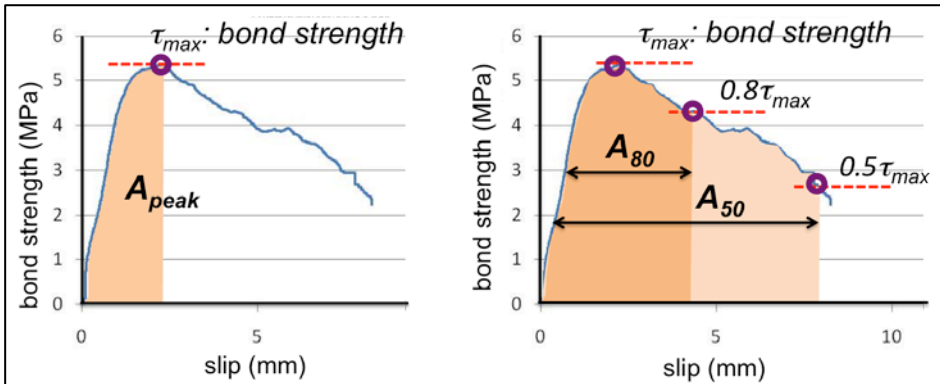 τmax: bond strength
6
5
4
3
2
1
0
bond strength (MPa)
Apeak
0
5
slip (mm)
τmax: bond strength
0.8τmax
0.5τmax
6
5
4
3
2
1
0
bond strength (MPa)
A80
A50
0
5
10
slip (mm)